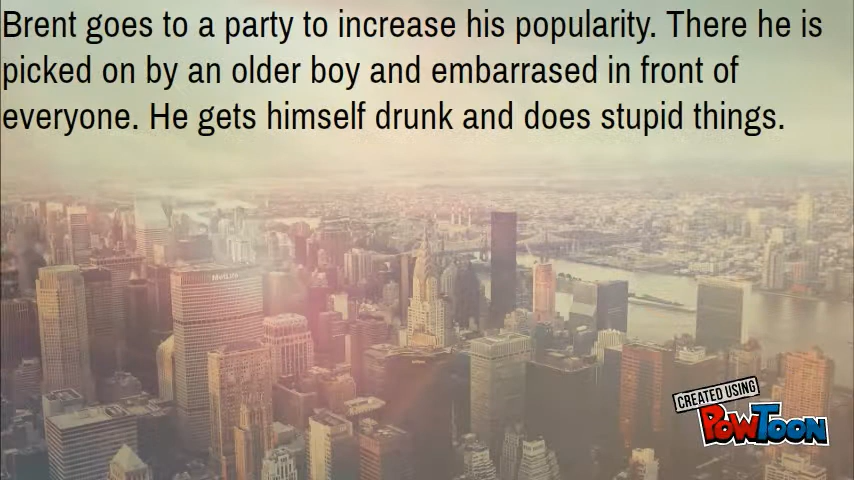 Brent goes to a party to increase his popularity. There he is
picked on by an older boy and embarrased in front of
everyone. He gets himself drunk and does stupid things.
MetLife
CREATED USING
POWTOON